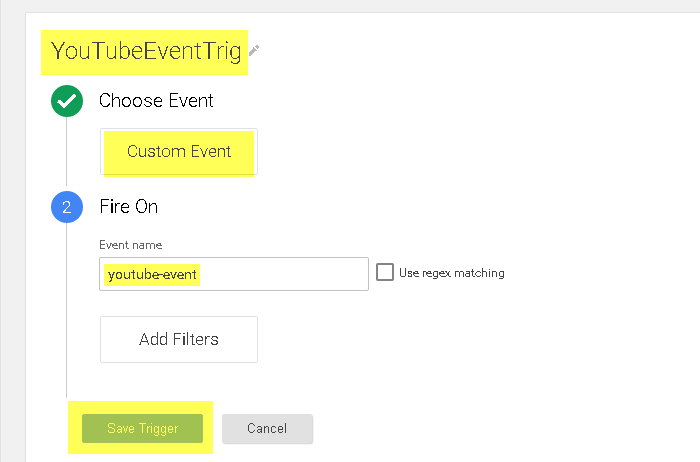 YouTubeEventTrig
Choose Event
Custom Event
2 Fire On
Event name
youtube-event Use regex matching
Add Filters
Save Trigger Cancel